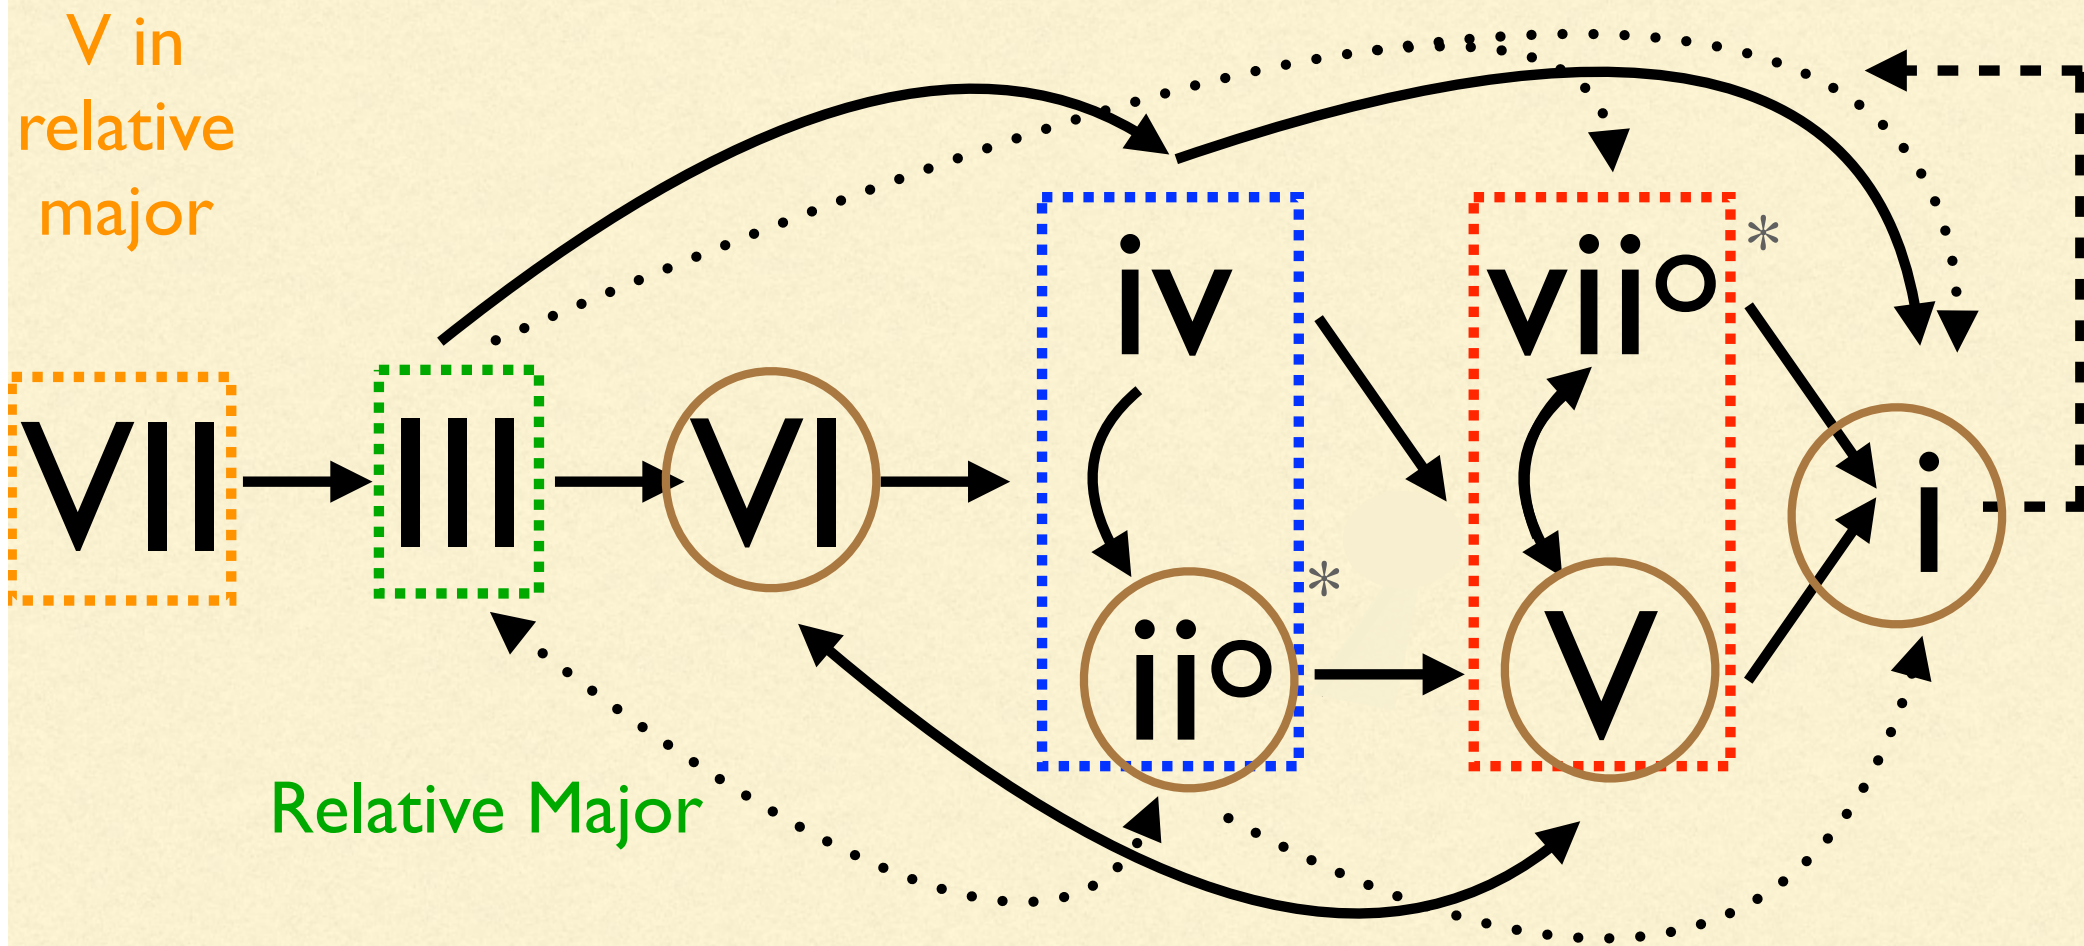 V in
relative
major
iv
vii°
*
VII
III
VI
i
*
ii°
V
Relative Major